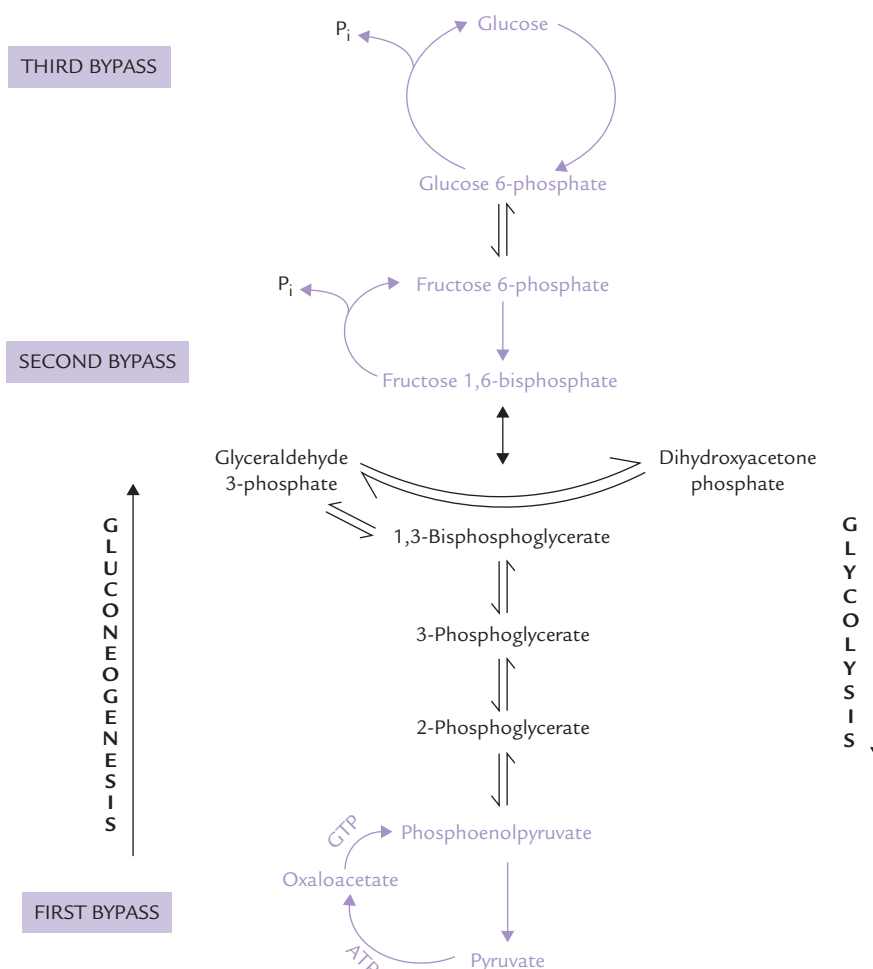 Pi
Glucose
THIRD BYPASS
Glucose 6-phosphate
Pi
Fructose 6-phosphate
SECOND BYPASS
Fructose 1,6-bisphosphate
Glyceraldehyde
3-phosphate
Dihydroxyacetone
phosphate
GLUCONEOGENESIS
GLYCOLYSIS
1,3-Bisphosphoglycerate
3-Phosphoglycerate
2-Phosphoglycerate
GTP
Phosphoenolpyruvate
Oxaloacetate
FIRST BYPASS
ATP
Pyruvate